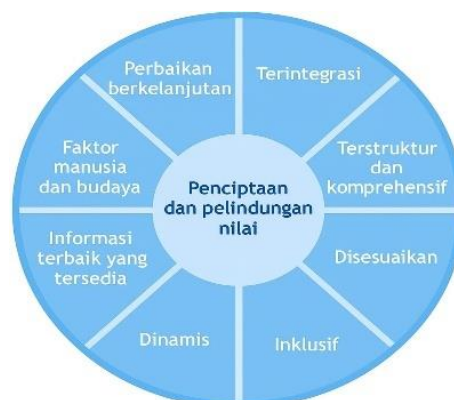 Penciptaan
dan pelindungan
nilai
Terintegrasi
Terstruktur
dan
komprehensif
Disesuaikan
Inklusif
Dinamis
Informasi
terbaik yang
tersedia
Faktor
manusia
dan budaya
Perbaikan
berkelanjutan